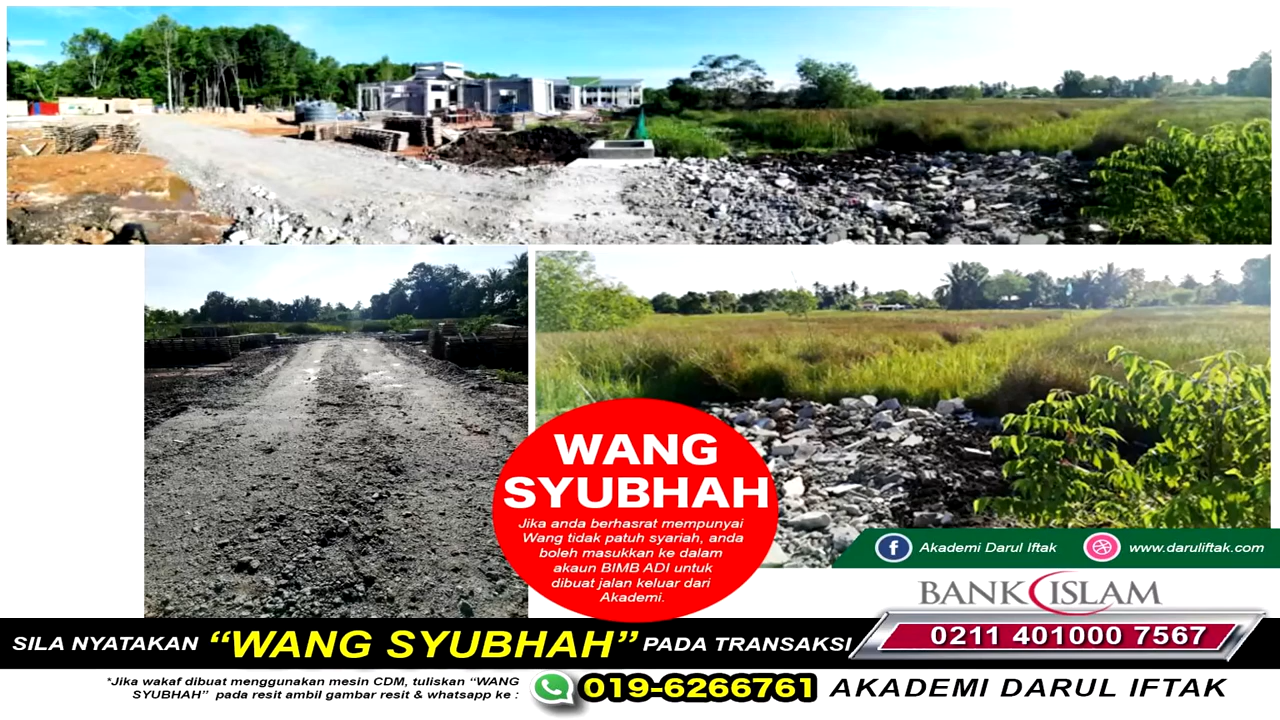 WANG
SYUBHAH
Jika anda berhasrat mempunyai
Wang tidak patuh syariah, anda
boleh masukkan ke dalam
akaun BIMB ADI untuk
dibuat jalan keluar dari
Akademi.
Akademi Darul Iftak
www.daruliftak.com
BANK ISLAM
0211 401000 7567
SILA NYATAKAN “WANG SYUBHAH” PADA TRANSAKSI
*Jika wakaf dibuat menggunakan mesin CDM, tuliskan “WANG
SYUBHAH” pada resit ambil gambar resit & whatsapp ke :
019-6266761
AKADEMI DARUL IFTAK